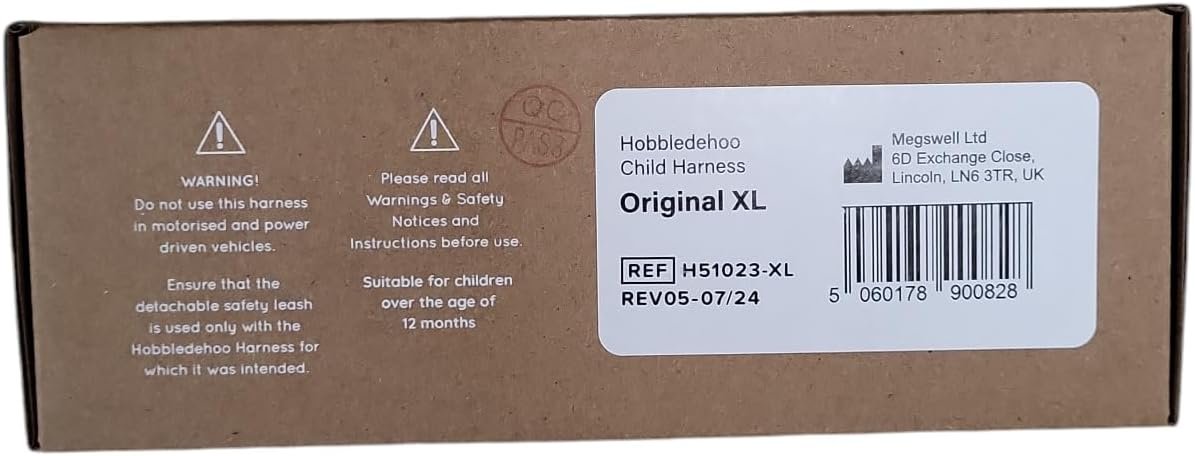 WARNING!
Do not use this harness
in motorised and power
driven vehicles.
Ensure that the
detachable safety leash
is used only with the
Hobbledehoo Harness for
which it was intended.
Please read all
Warnings & Safety
Notices and
Instructions before use.
Suitable for children
over the age of
12 months
QC
PASS
Hobbledehoo
Child Harness
Original XL
REF H51023-XL
REV05-07/24
Megswell Ltd
6D Exchange Close,
Lincoln, LN6 3TR, UK
5 060178 900828